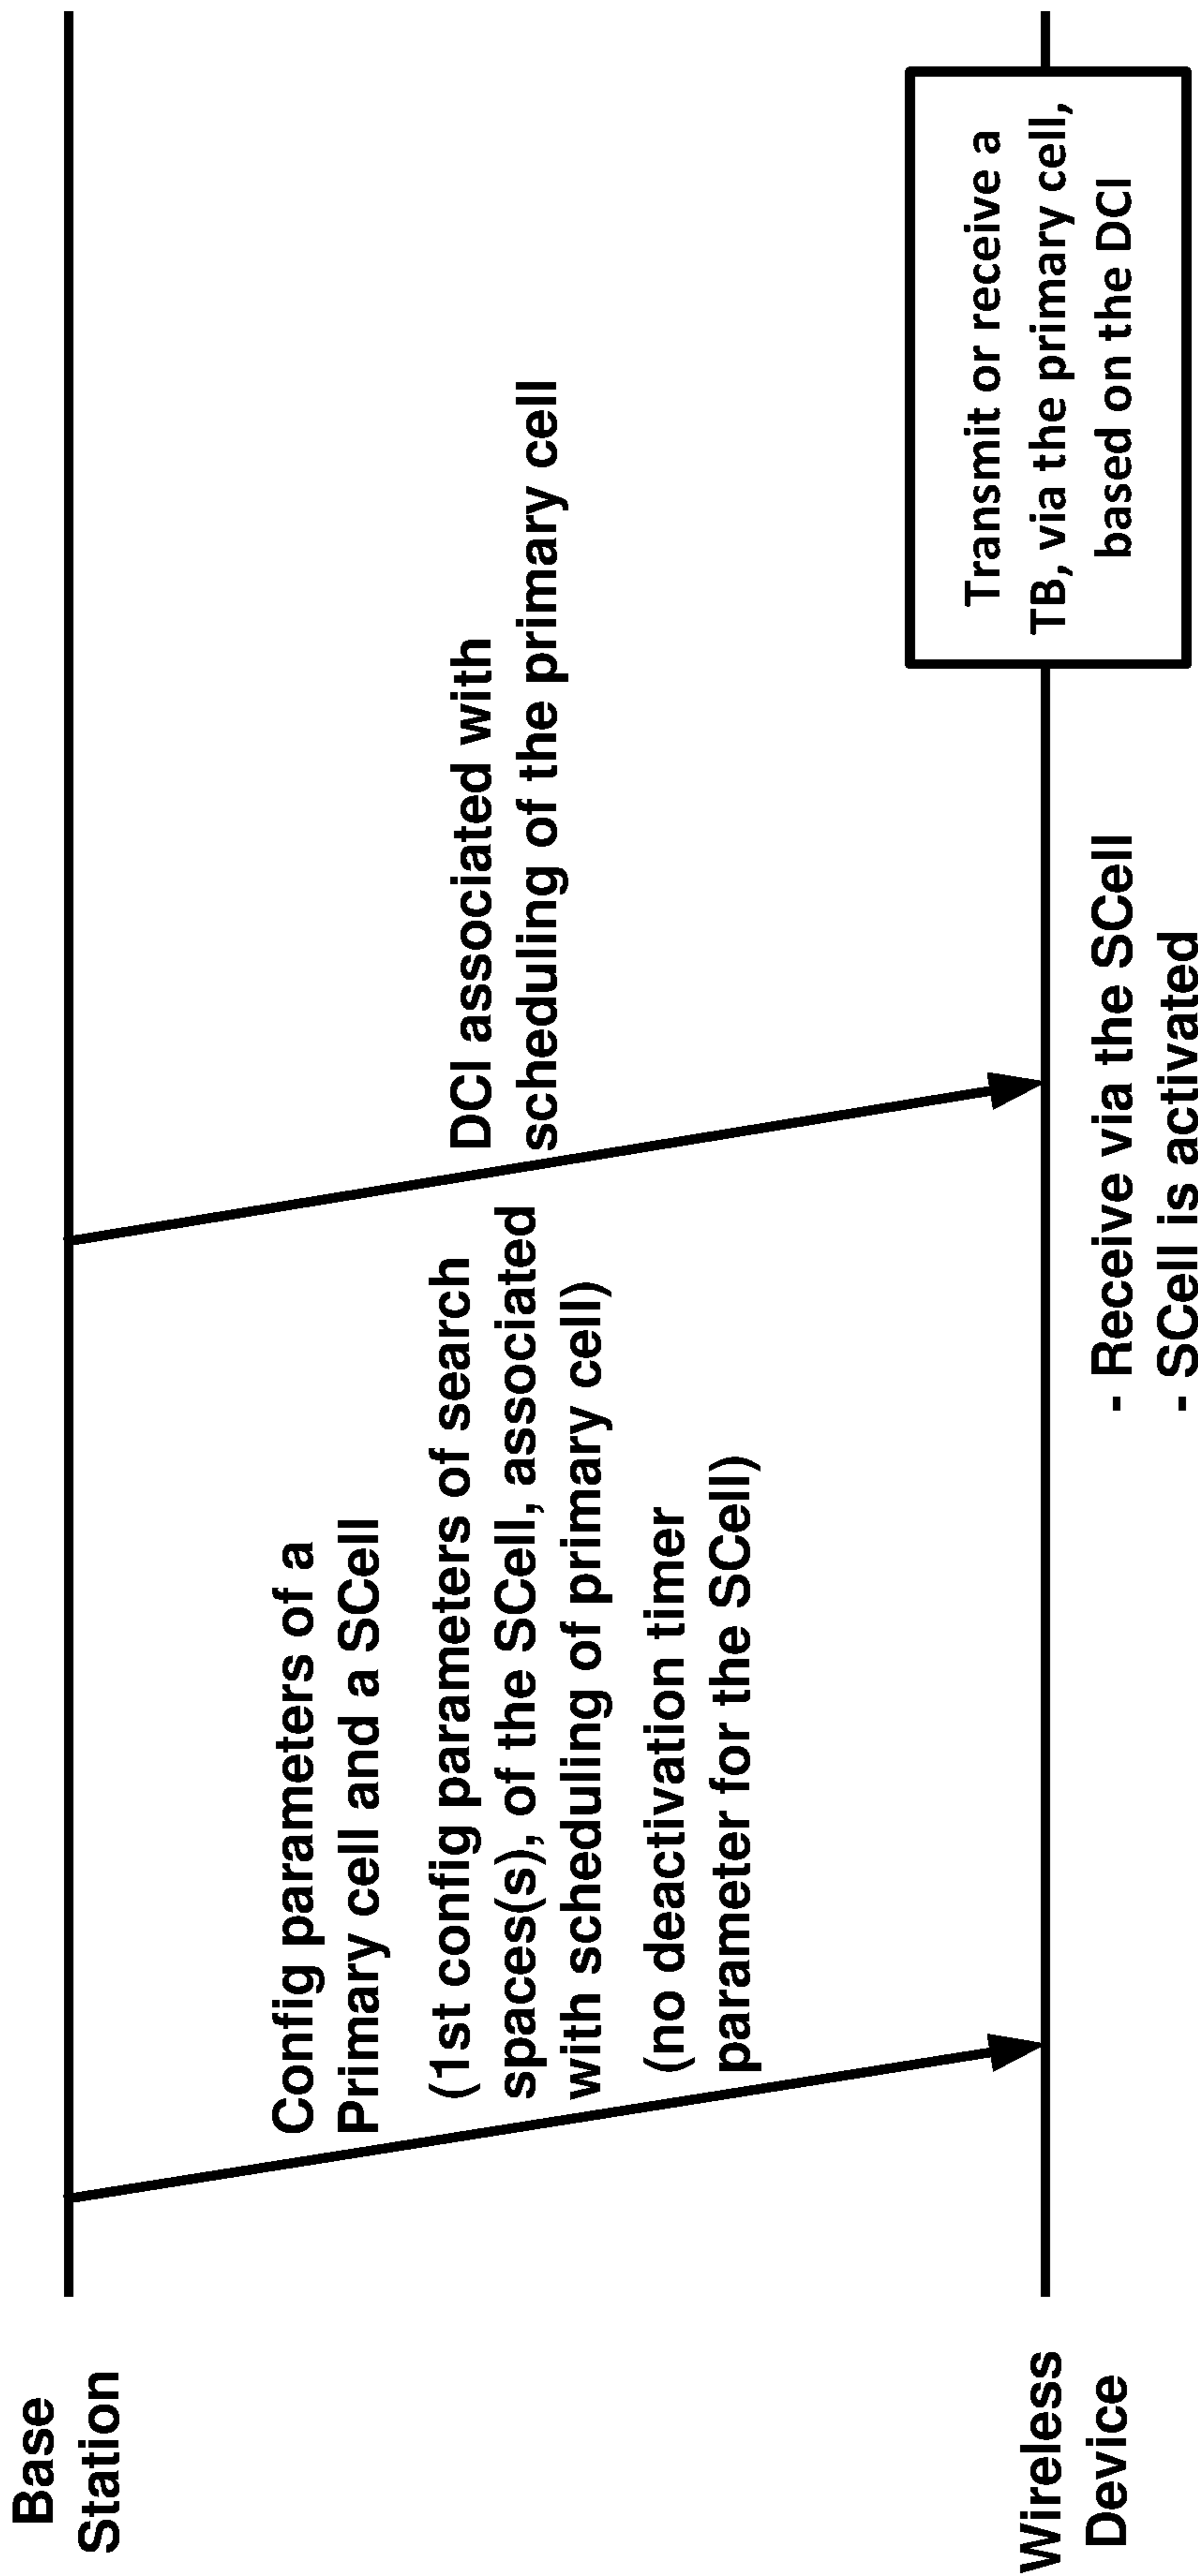 Base
Station
Config parameters of a
Primary cell and a SCell
(1st config parameters of search
spaces(s), of the SCell, associated
with scheduling of primary cell)
(no deactivation timer
parameter for the SCell)
DCI associated with
scheduling of the primary cell
Wireless
Device
- Receive via the SCell
- SCell is activated
Transmit or receive a
TB, via the primary cell,
based on the DCI